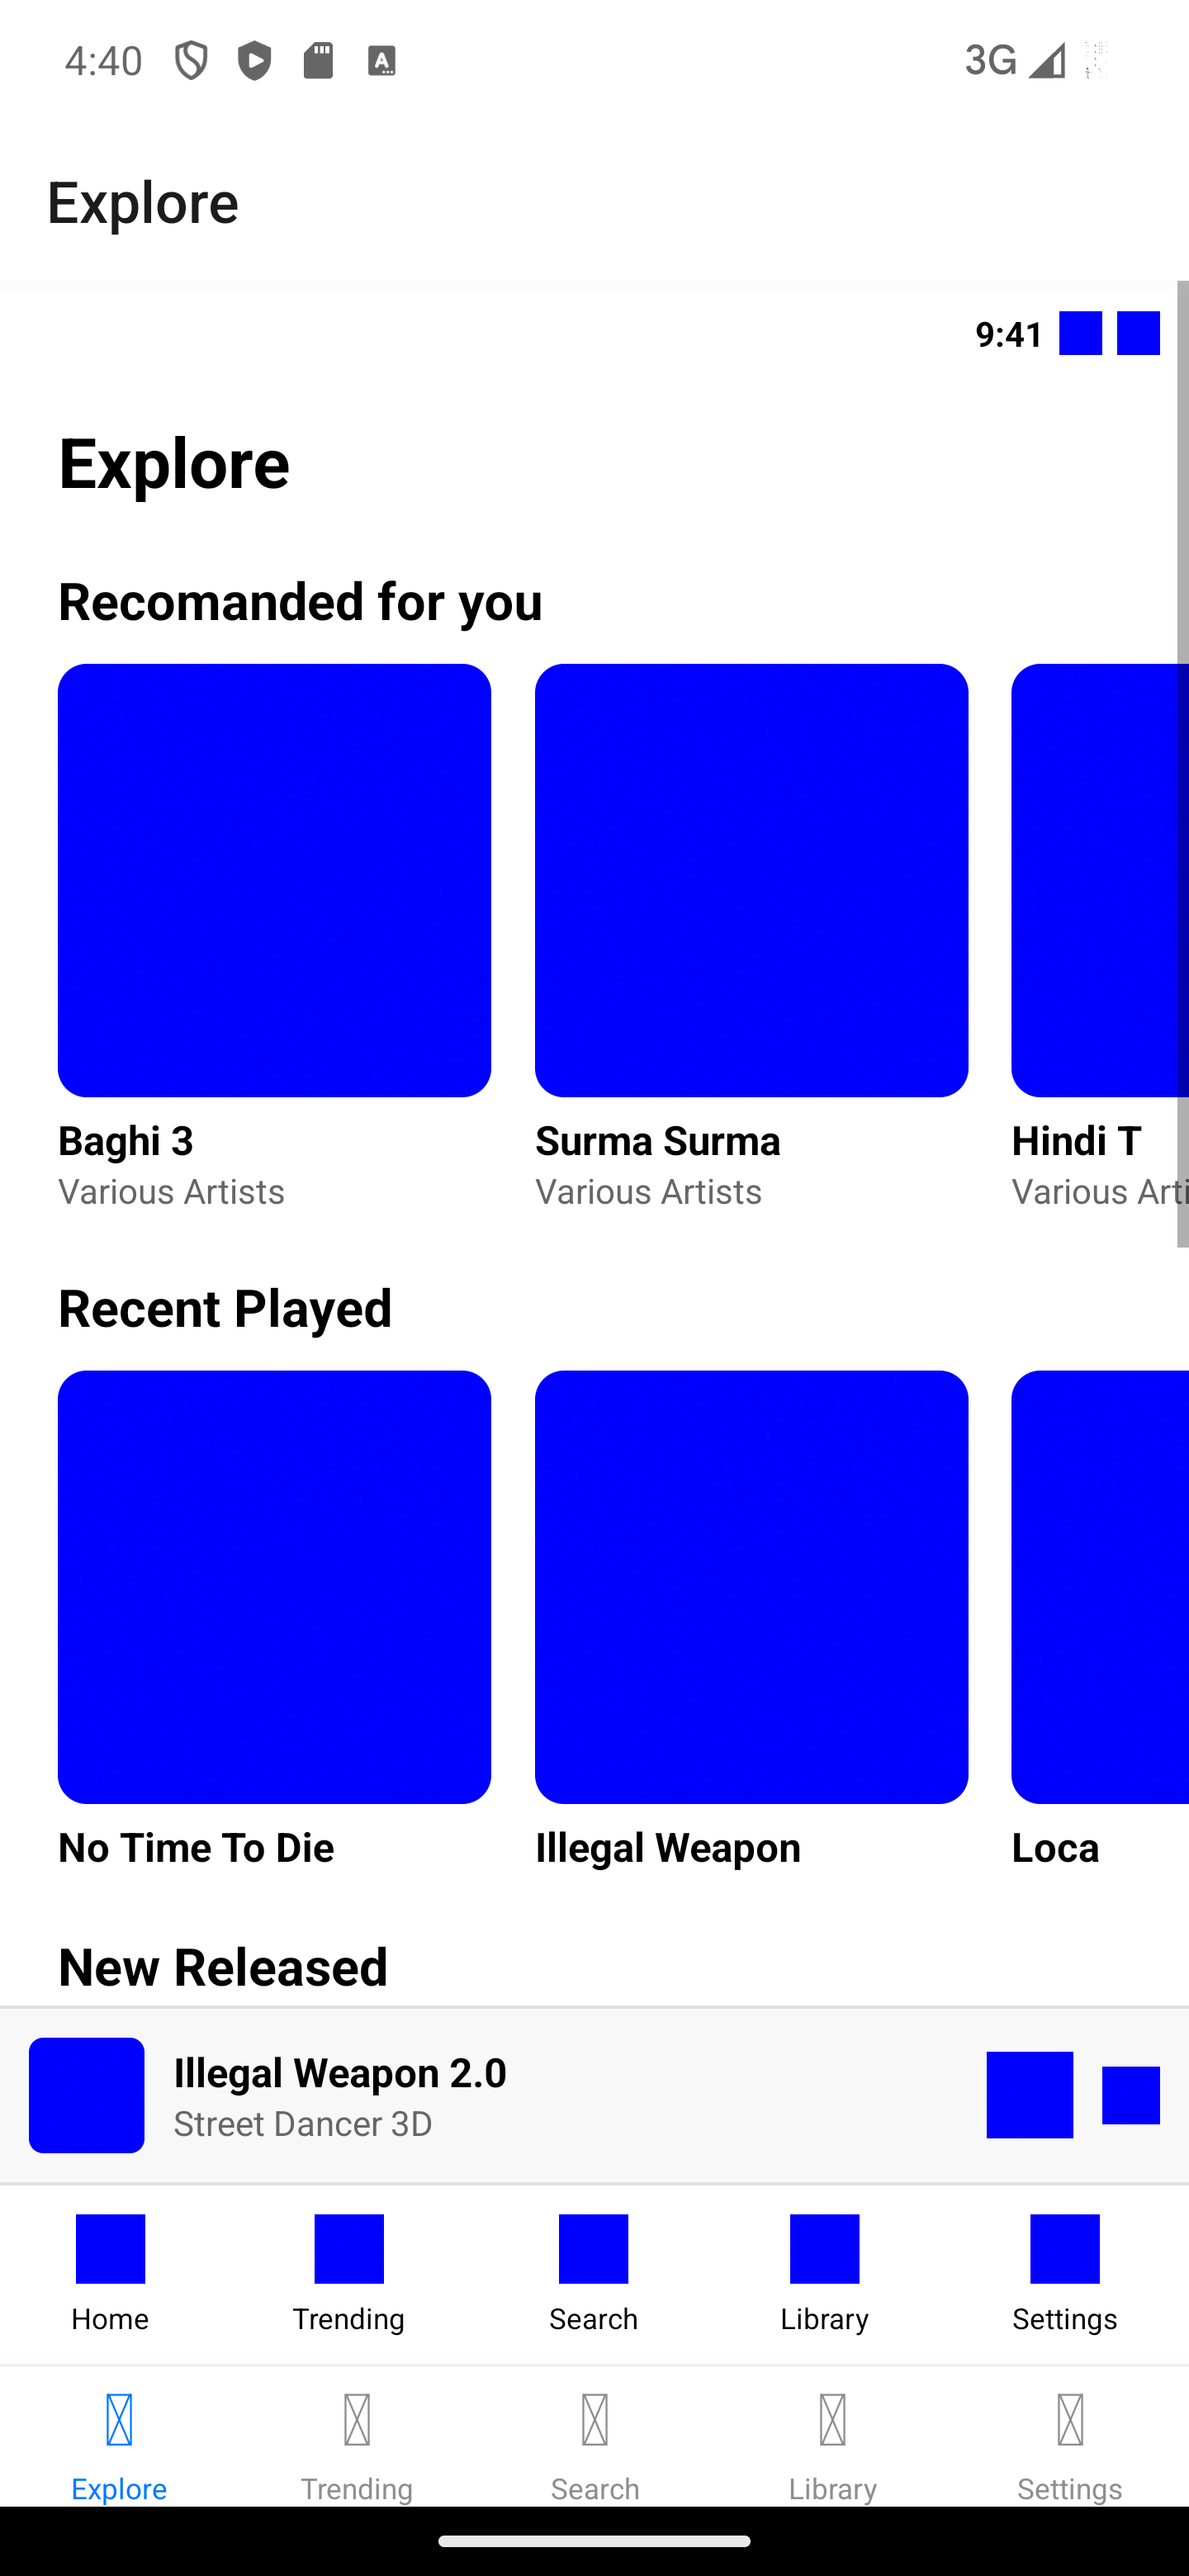 4:40
3G
Explore
9:41
Explore
Recomanded for you
Baghi 3
Surma Surma
Hindi T
Various Artists
Various Artists
Various Arti
Recent Played
No Time To Die
Illegal Weapon
Loca
New Released
Illegal Weapon 2.0
Street Dancer 3D
Home
Trending
Search
Library
Settings
Explore
Trending
Search
Library
Settings